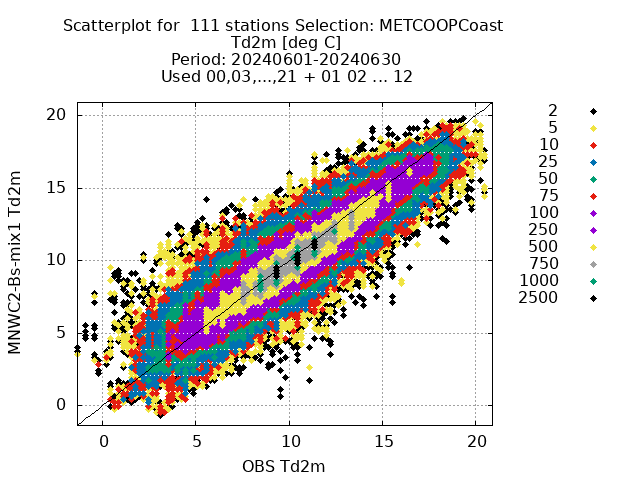 Scatterplot for  111 stations Selection: METCOOPCoast
Td2m [deg C]
Period: 20240601-20240630
Used 00,03,...,21 + 01 02 ... 12
20
15
10
5
0
MNWC2-Bs-mix1 Td2m
0 5 10 15 20
OBS Td2m
2
5
10
25
50
75
100
250
500
750
1000
2500